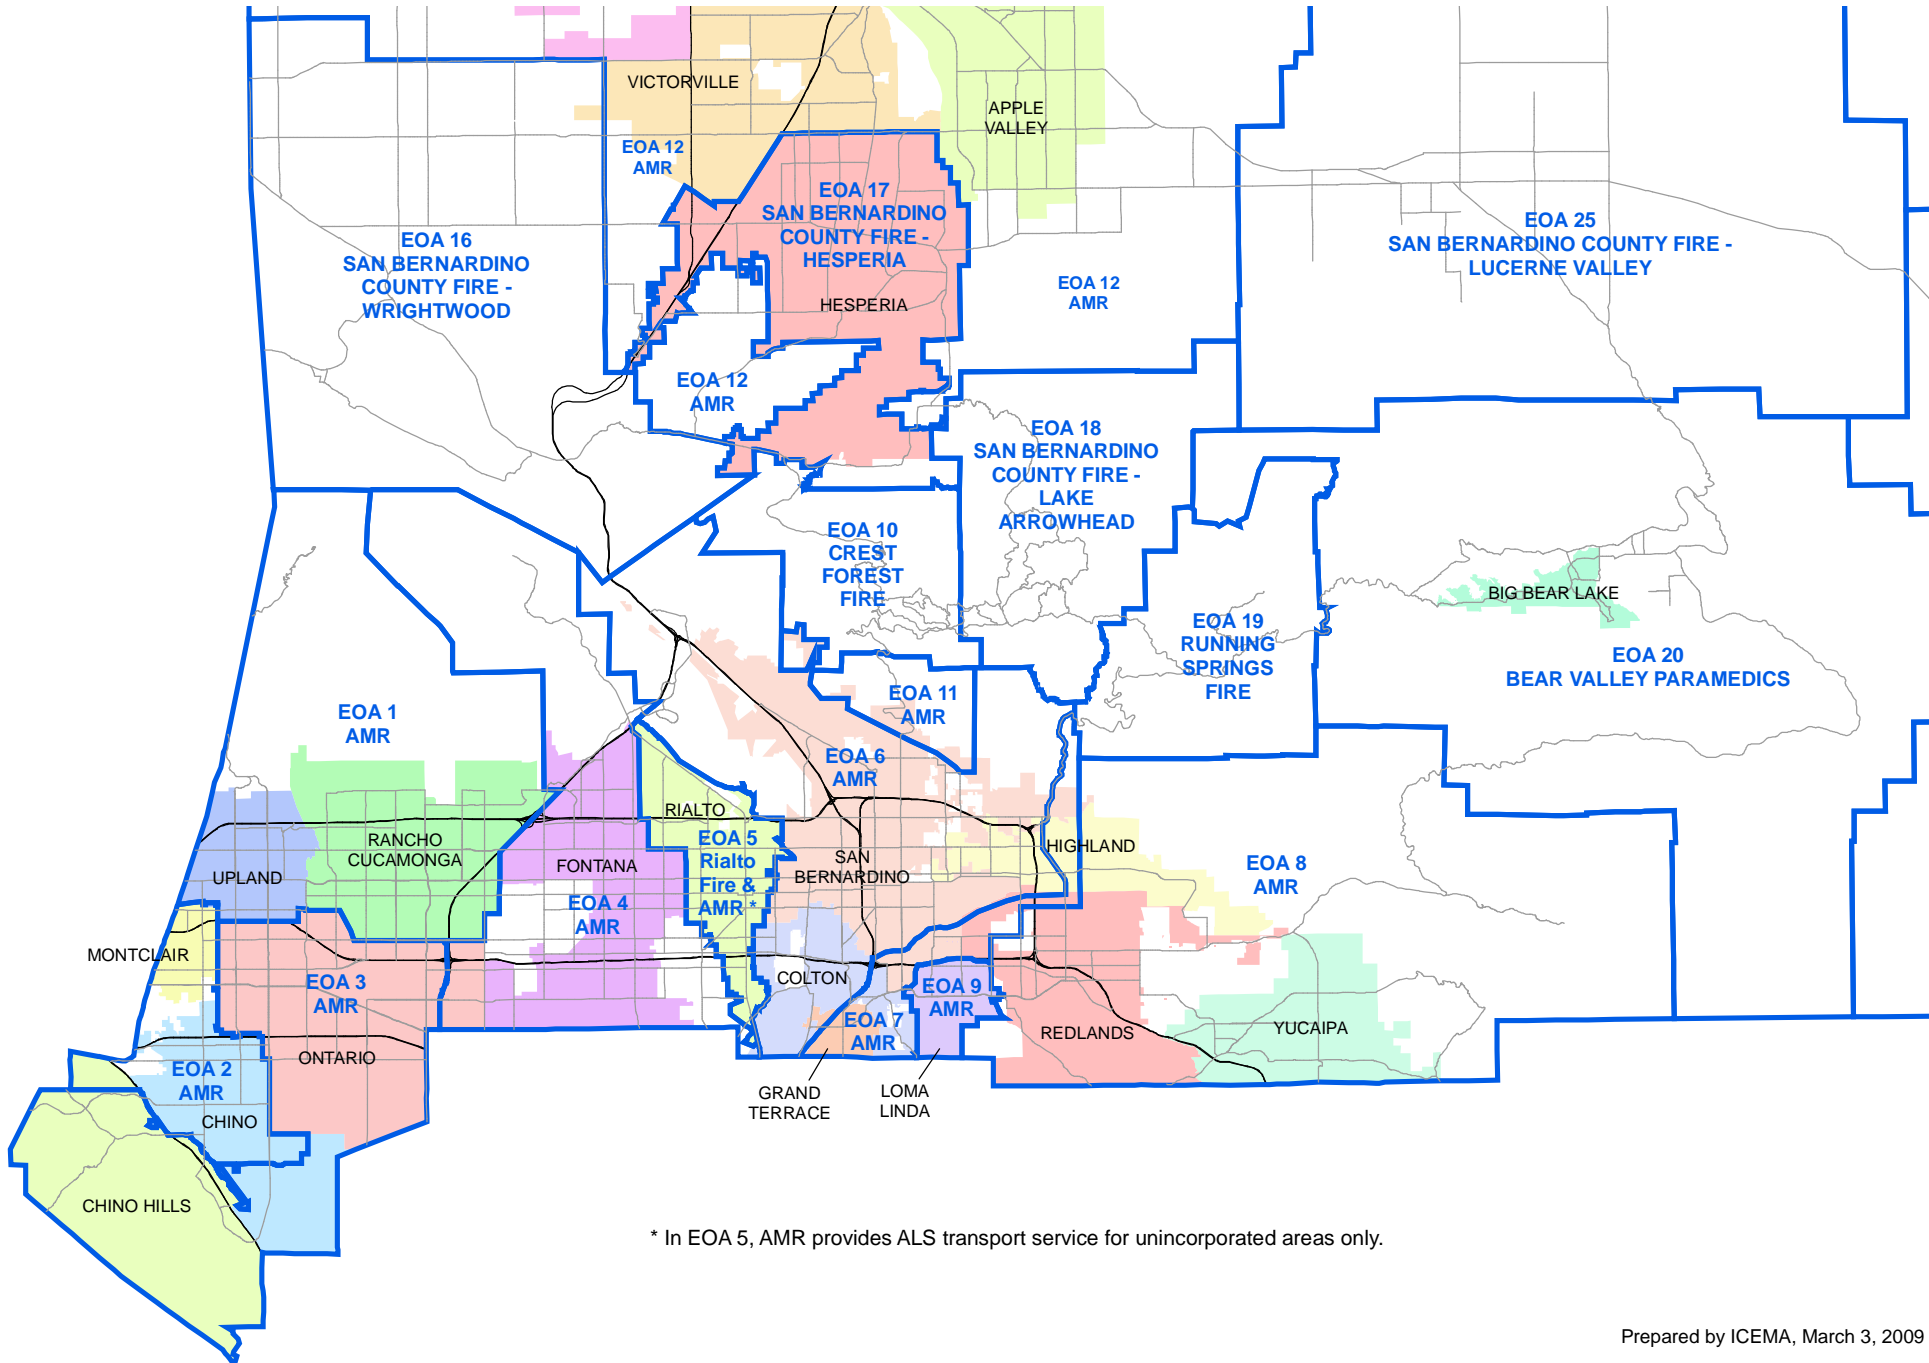 VICTORVILLE
APPLE
VALLEY
EOA 12
AMR
EOA 17
SAN BERNARDINO
COUNTY FIRE -
HESPERIA
HESPERIA
EOA 16
SAN BERNARDINO
COUNTY FIRE -
WRIGHTWOOD
EOA 12
AMR
EOA 25
SAN BERNARDINO COUNTY FIRE -
LUCERNE VALLEY
EOA 12
AMR
EOA 18
SAN BERNARDINO
COUNTY FIRE -
LAKE
ARROWHEAD
EOA 10
CREST
FOREST
FIRE
BIG BEAR LAKE
EOA 19
RUNNING
SPRINGS
FIRE
EOA 20
BEAR VALLEY PARAMEDICS
EOA 11
AMR
EOA 1
AMR
EOA 6
AMR
RIALTO
EOA 5
Rialto
Fire &
AMR *
RANCHO
CUCAMONGA
UPLAND
FONTANA
EOA 4
AMR
SAN
BERNARDINO
HIGHLAND
EOA 8
AMR
MONTCLAIR
EOA 3
AMR
COLTON
EOA 9
AMR
EOA 7
AMR
REDLANDS
YUCAIPA
ONTARIO
EOA 2
AMR
CHINO
GRAND
TERRACE
LOMA
LINDA
CHINO HILLS
* In EOA 5, AMR provides ALS transport service for unincorporated areas only.
Prepared by ICEMA, March 3, 2009